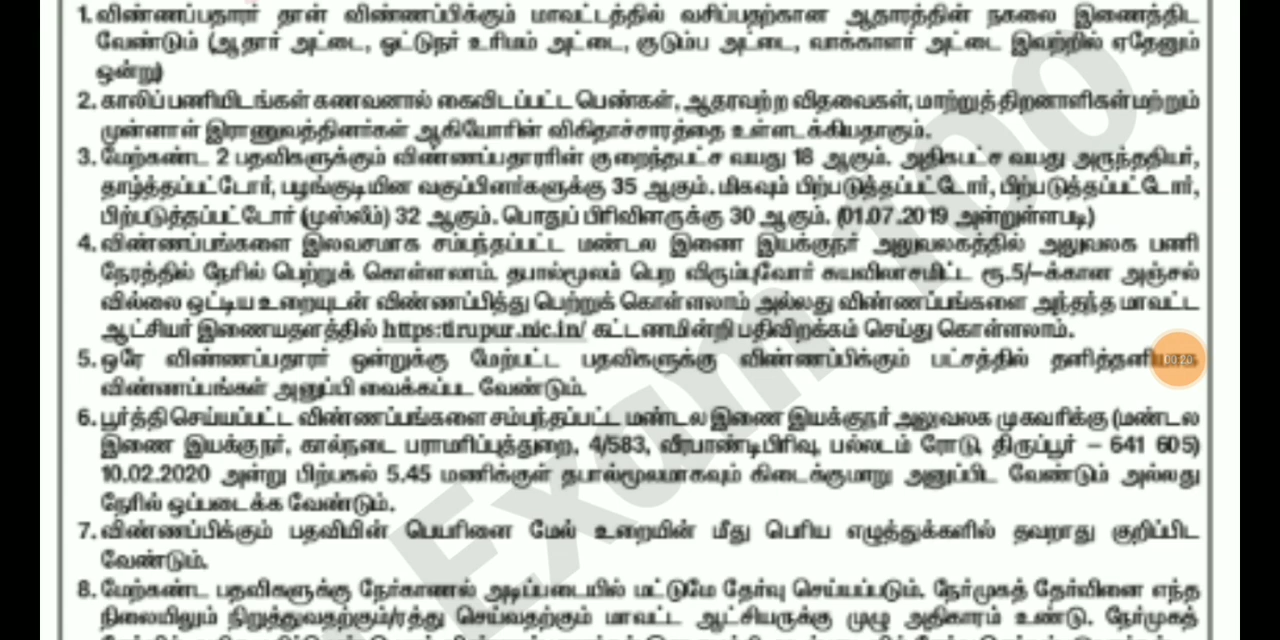 1. விண்ணப்பதாரர் தான் விண்ணப்பிக்கும் மாவட்டத்தில் வசிப்பதற்கான ஆதாரத்தின் நகலை இணைத்திட
வேண்டும் (ஆதார் அட்டை, ஓட்டுநர் உரிமம் அட்டை, குடும்ப அட்டை, வாக்காளர் அட்டை இவற்றில் ஏதேனும்
ஒன்று)
2. காலிப்பணியிடங்கள் கணவனால் கைவிடப்பட்ட பெண்கள், ஆதரவற்ற விதவைகள், மாற்றுத்திறனாளிகள் மற்றும்
முன்னாள் இராணுவத்தினர்கள் ஆகியோரின் விகிதாச்சாரத்தை உள்ளடக்கியதாகும்.
3. மேற்கண்ட 2 பதவிகளுக்கும் விண்ணப்பதாரரின் குறைந்தபட்ச வயது 18 ஆகும். அதிகபட்ச வயது அருந்ததியர்,
தாழ்த்தப்பட்டோர், பழங்குடியின வகுப்பினர்களுக்கு 35 ஆகும். மிகவும் பிற்படுத்தப்பட்டோர், பிற்படுத்தப்பட்டோர்,
பிற்படுத்தப்பட்டோர் (முஸ்லீம்) 32 ஆகும். பொதுப் பிரிவினருக்கு 30 ஆகும். (01.07.2019 அன்றுள்ளபடி)
4. விண்ணப்பங்களை இலவசமாக சம்பந்தப்பட்ட மண்டல இணை இயக்குநர் அலுவலகத்தில் அலுவலக பணி
நேரத்தில் நேரில் பெற்றுக் கொள்ளலாம். தபால்மூலம் பெற விரும்புவோர் சுயவிலாசமிட்ட ரூ.5/–க்கான அஞ்சல்
வில்லை ஒட்டிய உறையுடன் விண்ணப்பித்து பெற்றுக் கொள்ளலாம் அல்லது விண்ணப்பங்களை அந்தந்த மாவட்ட
ஆட்சியர் இணையதளத்தில் https:tirupur.nic.in/ கட்டணமின்றி பதிவிறக்கம் செய்து கொள்ளலாம்.
5. ஒரே விண்ணப்பதாரர் ஒன்றுக்கு மேற்பட்ட பதவிகளுக்கு விண்ணப்பிக்கும் பட்சத்தில் தனித்தனியாக
விண்ணப்பங்கள் அனுப்பி வைக்கப்பட வேண்டும்.
00:20
6. பூர்த்தி செய்யப்பட்ட விண்ணப்பங்களை சம்பந்தப்பட்ட மண்டல இணை இயக்குநர் அலுவலக முகவரிக்கு (மண்டல
இணை இயக்குநர், கால்நடை பராமரிப்புத்துறை, 4/583, வீரபாண்டிபிரிவு, பல்லடம் ரோடு, திருப்பூர் – 641 605)
10.02.2020 அன்று பிற்பகல் 5.45 மணிக்குள் தபால்மூலமாகவும் கிடைக்குமாறு அனுப்பிட வேண்டும் அல்லது
நேரில் ஒப்படைக்க வேண்டும்.
7. விண்ணப்பிக்கும் பதவியின் பெயரினை மேல் உறையின் மீது பெரிய எழுத்துக்களில் தவறாது குறிப்பிட
வேண்டும்.
8. மேற்கண்ட பதவிகளுக்கு நேர்காணல் அடிப்படையில் மட்டுமே தேர்வு செய்யப்படும். நேர்முகத் தேர்வினை எந்த
நிலையிலும் நிறுத்துவதற்கும்/ரத்து செய்வதற்கும் மாவட்ட ஆட்சியருக்கு முழு அதிகாரம் உண்டு. நேர்முகத்
Exam 100